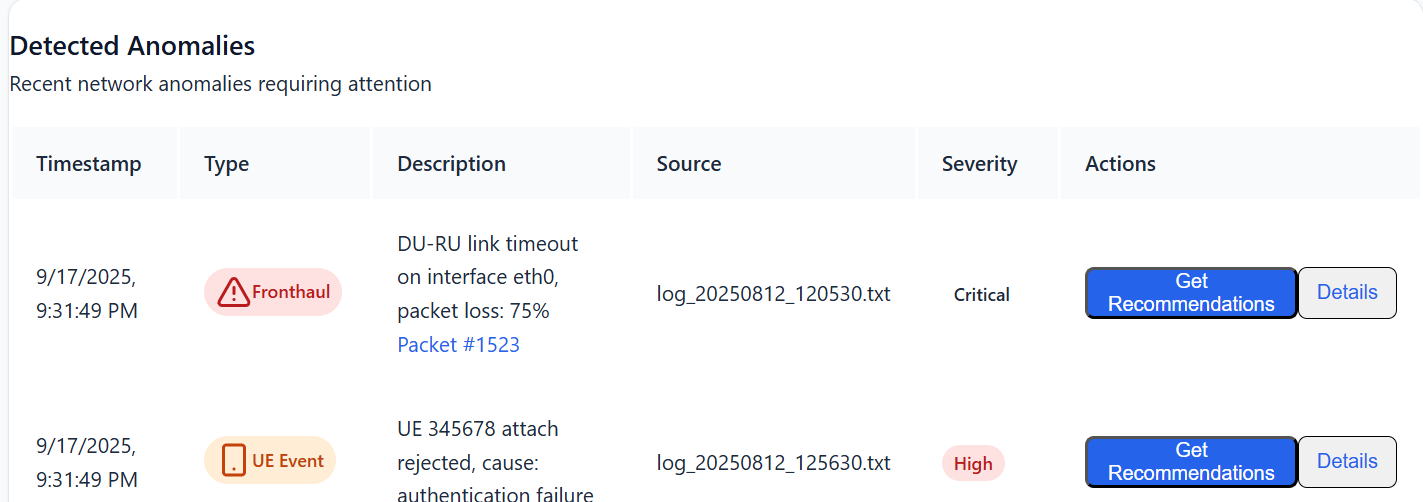 Detected Anomalies
Recent network anomalies requiring attention
Timestamp Type Description Source Severity Actions
9/17/2025,
9:31:49 PM
Fronthaul
DU-RU link timeout
on interface eth0,
packet loss: 75%
Packet #1523
log_20250812_120530.txt
Critical
Get
Recommendations
Details
9/17/2025,
9:31:49 PM
UE Event
UE 345678 attach
rejected, cause:
authentication failure
log_20250812_125630.txt
High
Get
Recommendations
Details